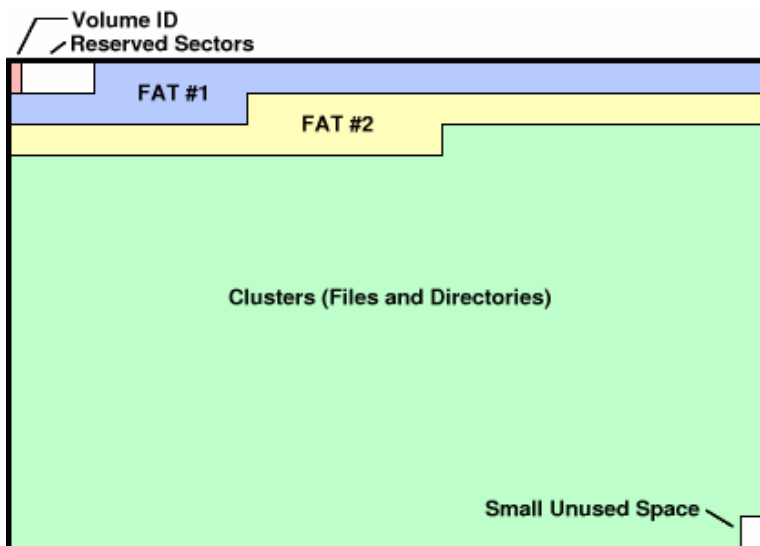 Volume ID
Reserved Sectors
FAT #1
FAT #2
Clusters (Files and Directories)
Small Unused Space